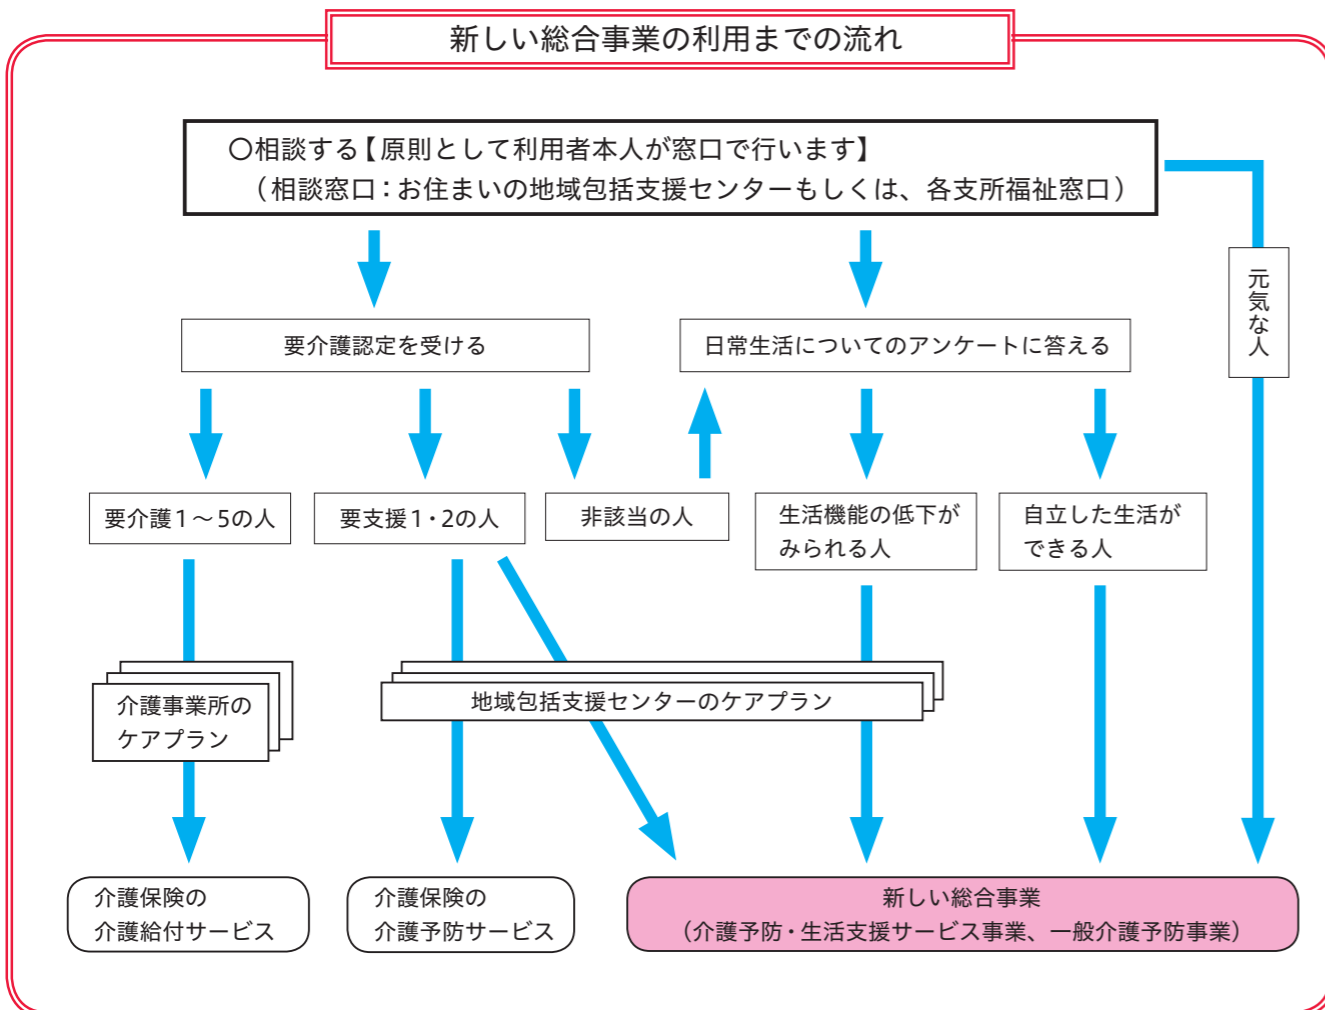 新しい総合事業の利用までの流れ
〇相談する【原則として利用者本人が窓口で行います】
（相談窓口：お住まいの地域包括支援センターもしくは、各支所福祉窓口）
元気な人
要介護認定を受ける
日常生活についてのアンケートに答える
要介護1～5の人
要支援1・2の人
非該当の人
生活機能の低下が
みられる人
自立した生活が
できる人
介護事業所の
ケアプラン
地域包括支援センターのケアプラン
介護保険の
介護給付サービス
介護保険の
介護予防サービス
新しい総合事業
（介護予防・生活支援サービス事業、一般介護予防事業）